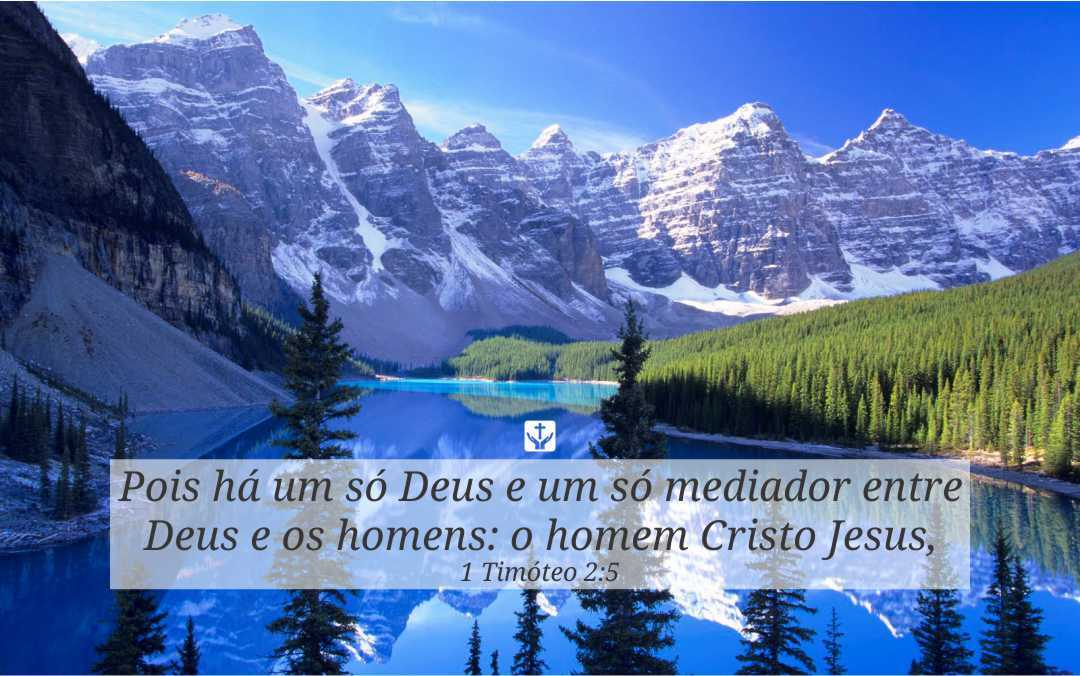 Pois há um só Deus e um só mediador entre
Deus e os homens: o homem Cristo Jesus,
1 Timóteo 2:5